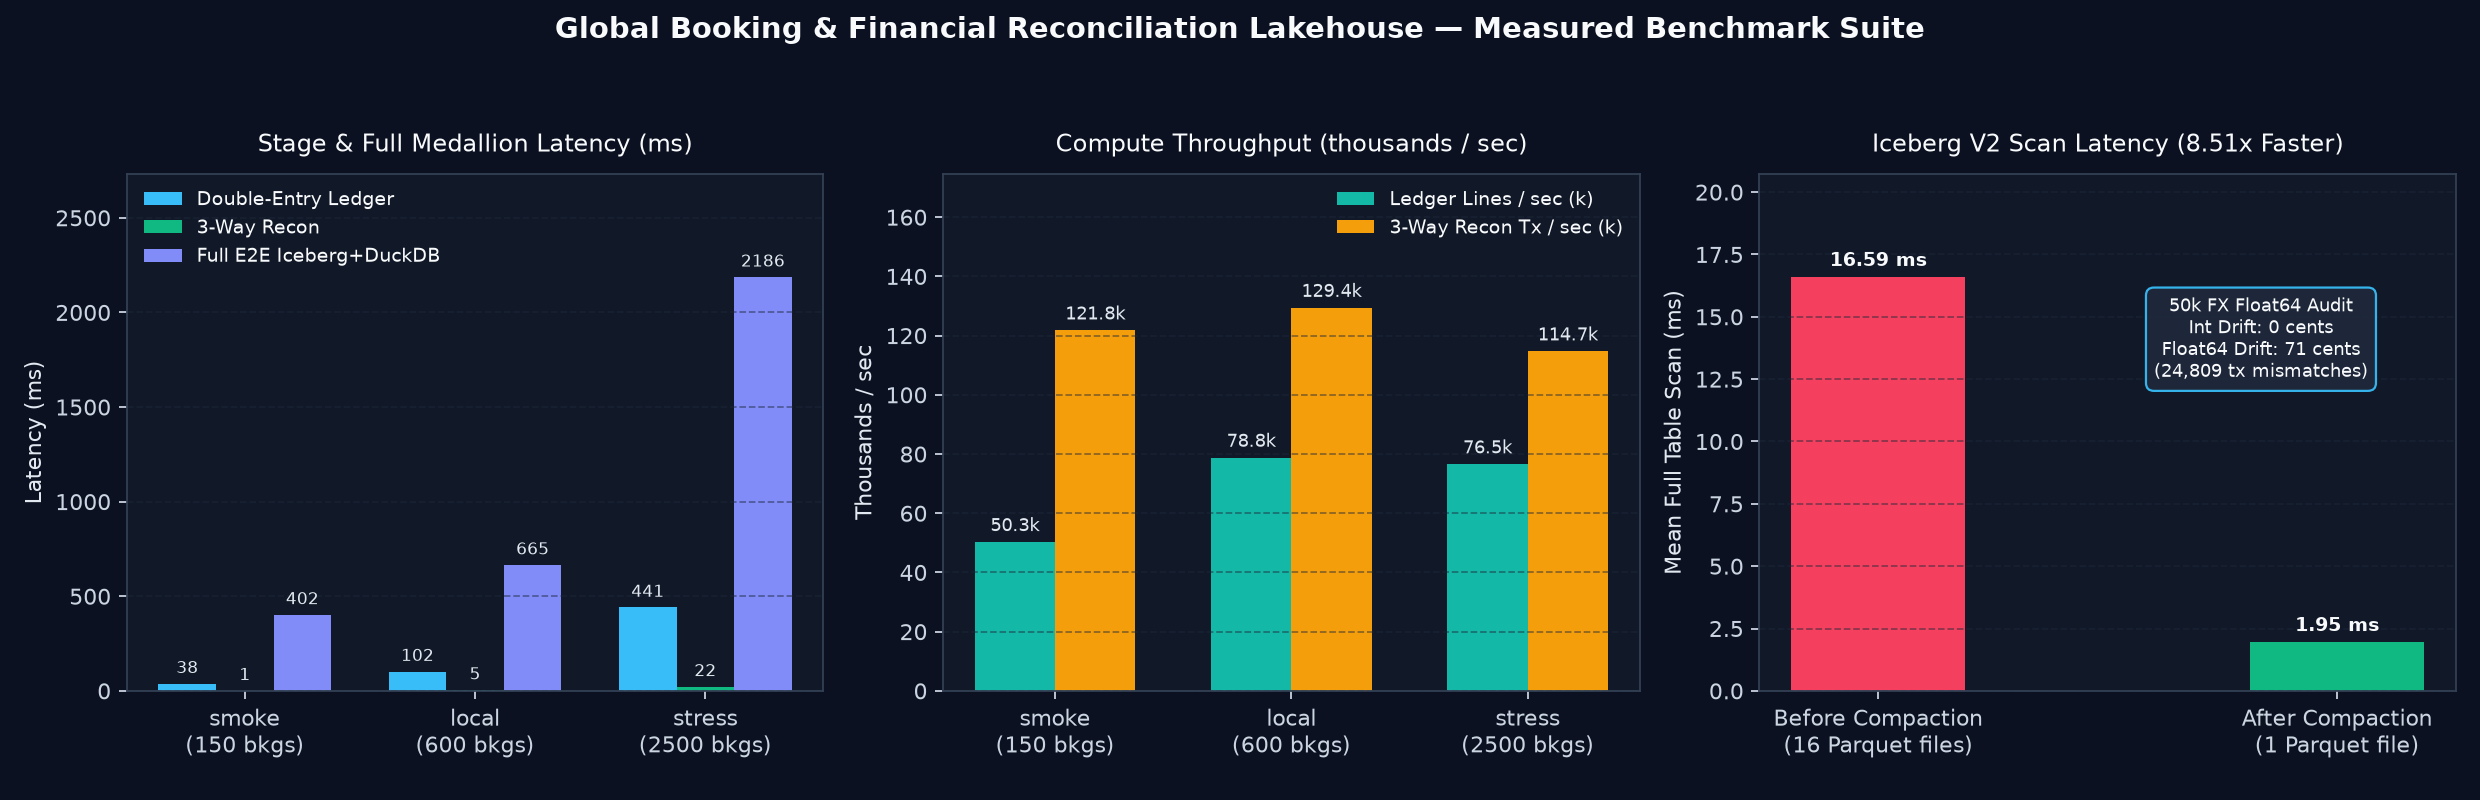 Global Booking & Financial Reconciliation Lakehouse — Measured Benchmark Suite
Stage & Full Medallion Latency (ms)
Double-Entry Ledger
3-Way Recon
Full E2E Iceberg+DuckDB
Latency (ms)
2500
2000
1500
1000
500
0
38
1
402
102
5
665
441
22
2186
smoke
(150 bkgs)
local
(600 bkgs)
stress
(2500 bkgs)
Compute Throughput (thousands / sec)
Ledger Lines / sec (k)
3-Way Recon Tx / sec (k)
Thousands / sec
160
140
120
100
80
60
40
20
0
50.3k
121.8k
78.8k
129.4k
76.5k
114.7k
smoke
(150 bkgs)
local
(600 bkgs)
stress
(2500 bkgs)
Iceberg V2 Scan Latency (8.51x Faster)
Mean Full Table Scan (ms)
20.0
17.5
15.0
12.5
10.0
7.5
5.0
2.5
0.0
16.59 ms
1.95 ms
50k FX Float64 Audit
Int Drift: 0 cents
Float64 Drift: 71 cents
(24,809 tx mismatches)
Before Compaction
(16 Parquet files)
After Compaction
(1 Parquet file)